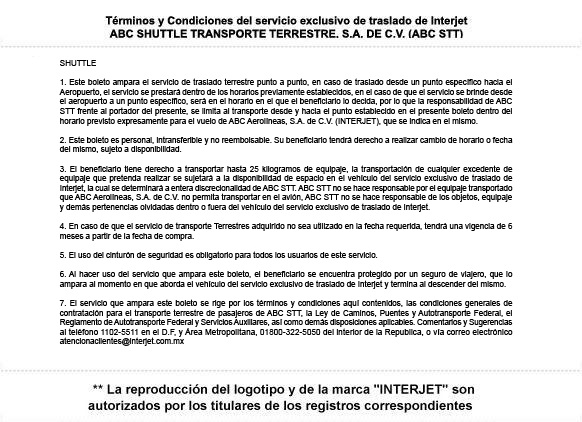 Términos y Condiciones del servicio exclusivo de traslado de Interjet
ABC SHUTTLE TRANSPORTE TERRESTRE, S.A. DE C.V. (ABC STT)
SHUTTLE
1. Este boleto ampara el servicio de traslado terrestre punto a punto, en caso de traslado desde un punto específico hacia el
Aeropuerto, el servicio se prestará dentro de los horarios previamente establecidos, en el caso de que el servicio se brinde desde
el aeropuerto a un punto específico, será en el horario en el que el beneficiario lo decida, por lo que la responsabilidad de ABC
STT frente al portador del presente, se limita al transporte desde y hacia el punto establecido en el presente boleto dentro del
horario previsto expresamente para el vuelo de ABC Aerolíneas, S.A. de C.V. (INTERJET), que se indica en el mismo.
2. Este boleto es personal, intransferible y no reembolsable. Su beneficiario tendrá derecho a realizar cambio de horario o fecha
del mismo, sujeto a disponibilidad.
3. El beneficiario tiene derecho a transportar hasta 25 kilogramos de equipaje, la transportación de cualquier excedente de
equipaje que pretenda realizar se sujetará a la disponibilidad de espacio en el vehículo del servicio exclusivo de traslado de
Interjet, la cual se determinará a entera discrecionalidad de ABC STT. ABC STT no se hace responsable por el equipaje transportado
que ABC Aerolíneas, S.A. de C.V. no permita transportar en el avión, ABC STT no se hace responsable de los objetos, equipaje
y demás pertenencias olvidadas dentro o fuera del vehículo del servicio exclusivo de traslado de Interjet.
4. En caso de que el servicio de transporte Terrestres adquirido no sea utilizado en la fecha requerida, tendrá una vigencia de 6
meses a partir de la fecha de compra.
5. El uso del cinturón de seguridad es obligatorio para todos los usuarios de este servicio.
6. Al hacer uso del servicio que ampara este boleto, el beneficiario se encuentra protegido por un seguro de viajero, que lo
ampara al momento en que aborda el vehículo del servicio exclusivo de traslado de Interjet y termina al descender del mismo.
7. El servicio que ampara este boleto se rige por los términos y condiciones aquí contenidos, las condiciones generales de
contratación para el transporte terrestre de pasajeros de ABC STT, la Ley de Caminos, Puentes y Autotransporte Federal, el
Reglamento de Autotransporte Federal y Servicios Auxiliares, así como demás disposiciones aplicables. Comentarios y Sugerencias
al teléfono 1102-5511 en el D.F, y Área Metropolitana, 01800-322-5050 del Interior de la Republica, o vía correo electrónico
atencionaclientes@interjet.com.mx
** La reproducción del logotipo y de la marca "INTERJET" son
autorizados por los titulares de los registros correspondientes